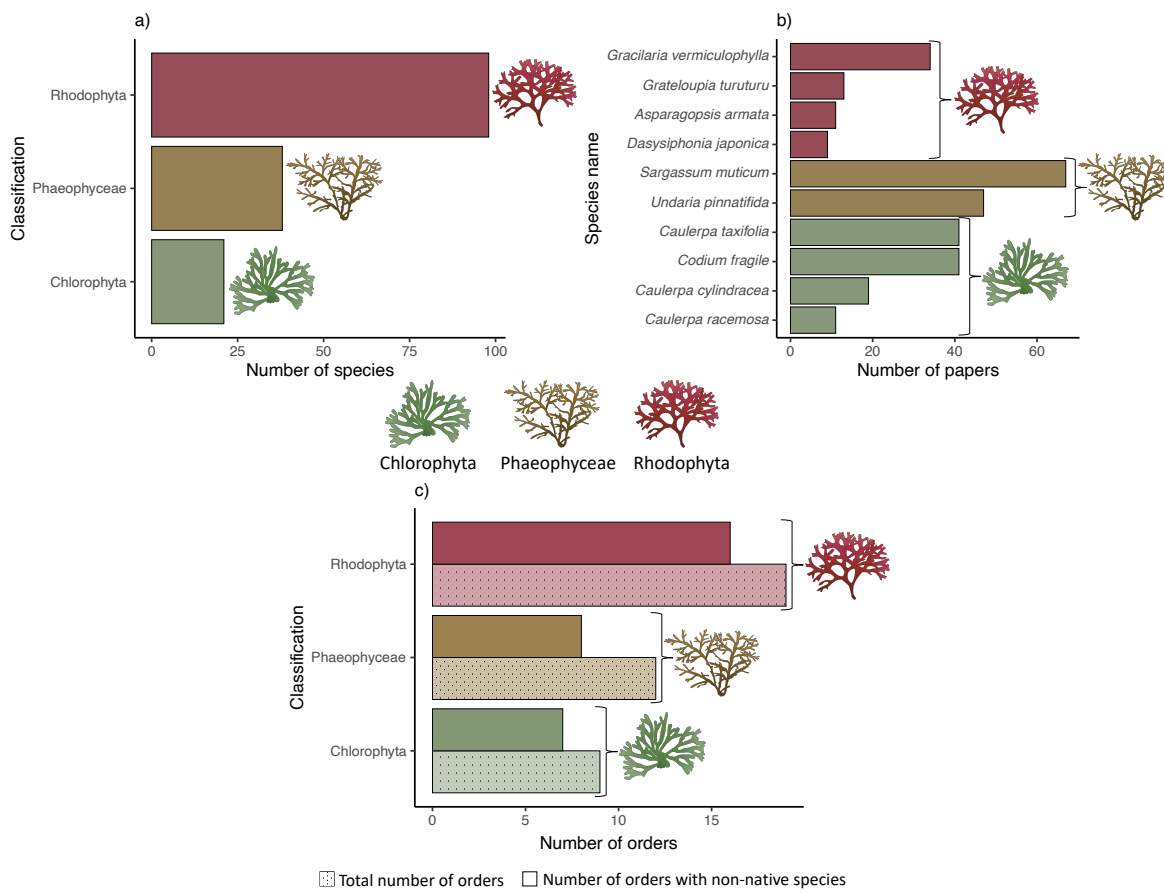 a)
Classification
Rhodophyta
Phaeophyceae
Chlorophyta
0 25 50 75 100
Number of species
b)
Species name
Gracilaria vermiculophylla
Grateloupia turuturu
Asparagopsis armata
Dasysiphonia japonica
Sargassum muticum
Undaria pinnatifida
Caulerpa taxifolia
Codium fragile
Caulerpa cylindracea
Caulerpa racemosa
0 20 40 60
Number of papers
Chlorophyta Phaeophyceae Rhodophyta
c)
Classification
Rhodophyta
Phaeophyceae
Chlorophyta
0 5 10 15
Number of orders
Total number of orders Number of orders with non-native species